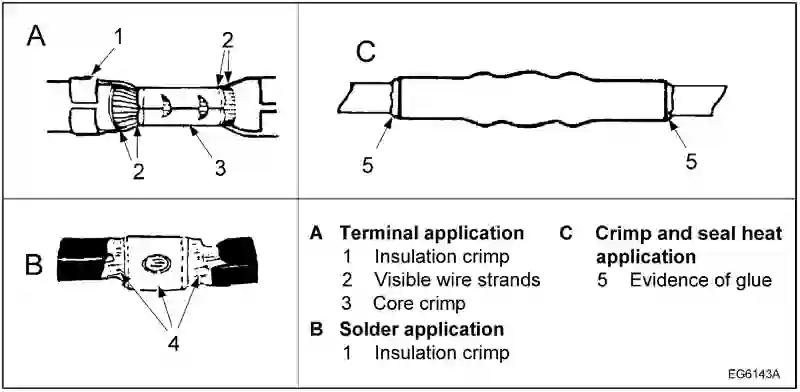 A
1
2
2
3
C
5
5
B
4
A Terminal application
1 Insulation crimp
2 Visible wire strands
3 Core crimp
B Solder application
1 Insulation crimp
C Crimp and seal heat
application
5 Evidence of glue
EG6143A